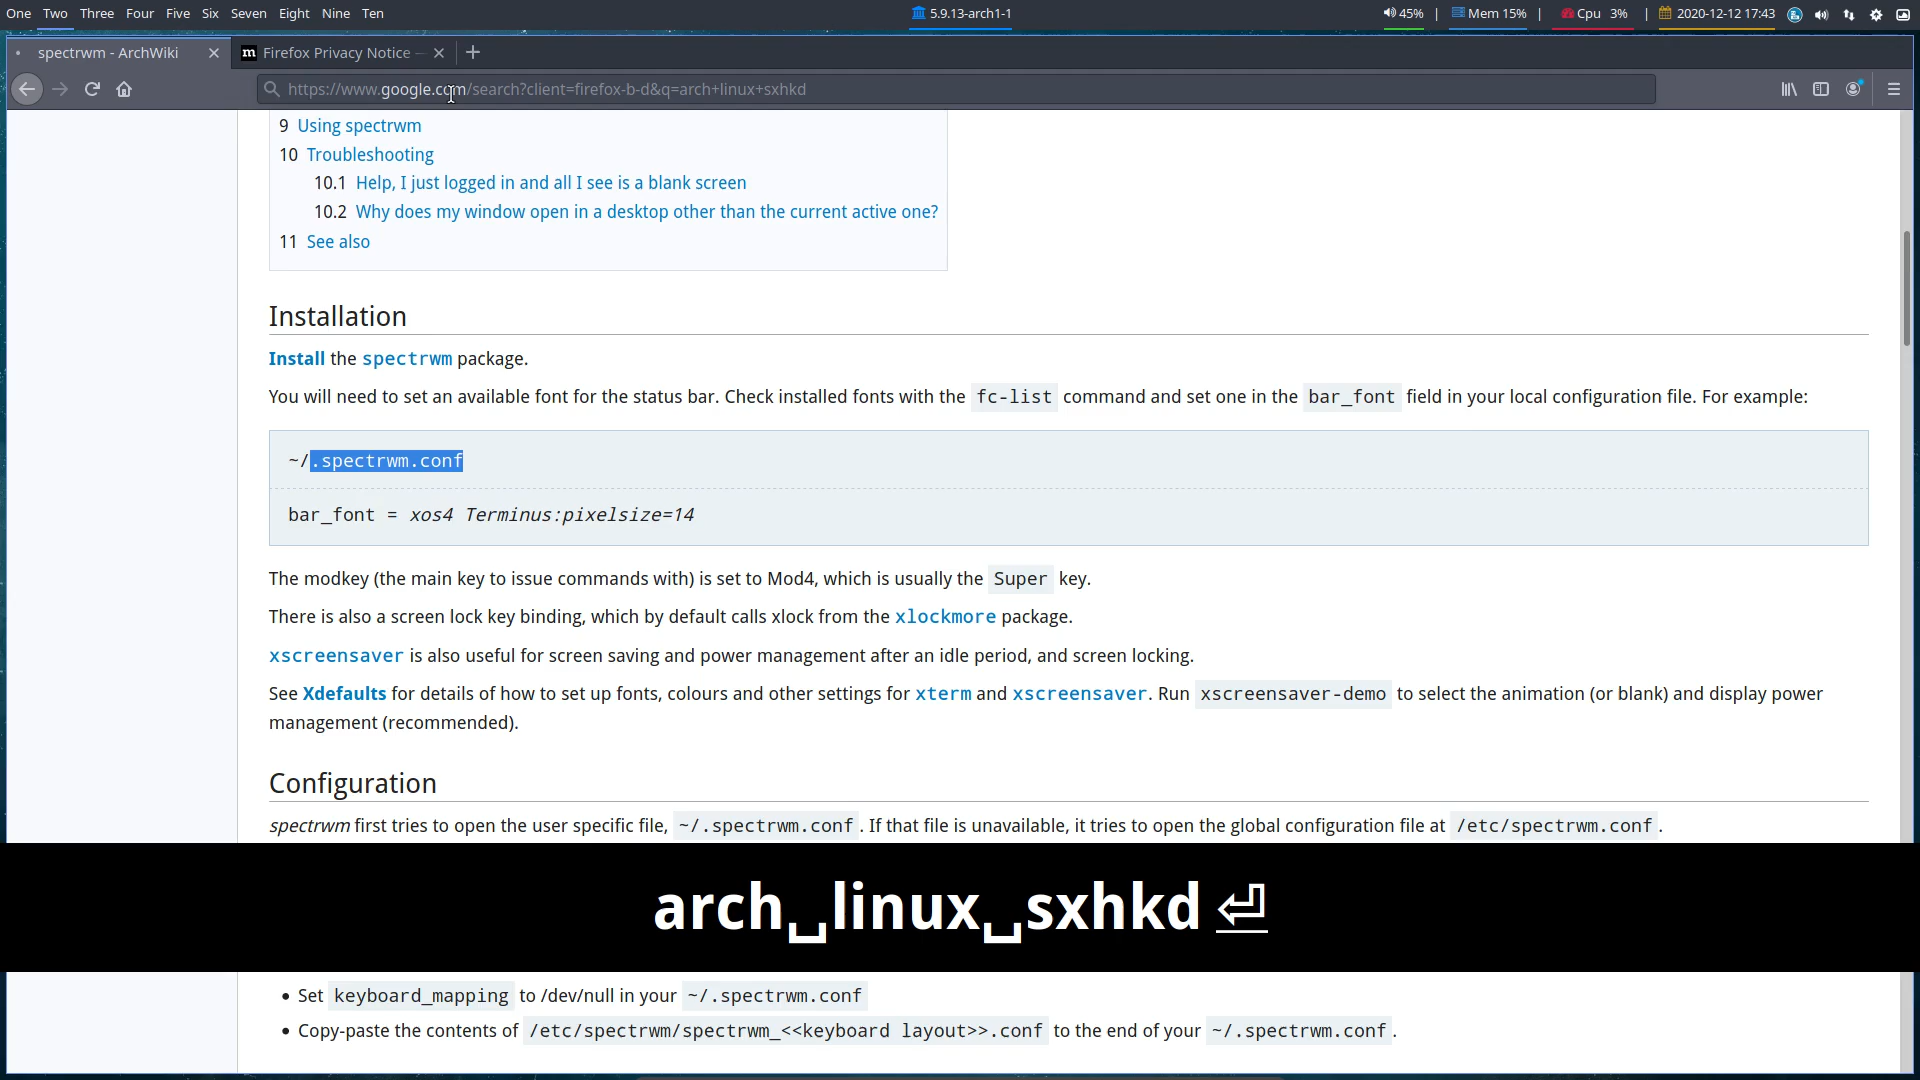 One Two Three Four Five Six Seven Eight Nine Ten 5.9.13-arch1-1 45% | Mem 15% | Cpu 3% | 2020-12-12 17:43
spectrwm - ArchWiki Firefox Privacy Notice —
https://www.google.com/search?client=firefox-b-d&q=arch+linux+sxhkd
9 Using spectrwm
10 Troubleshooting
10.1 Help, I just logged in and all I see is a blank screen
10.2 Why does my window open in a desktop other than the current active one?
11 See also
Installation
Install the spectrwm package.
You will need to set an available font for the status bar. Check installed fonts with the fc-list command and set one in the bar_font field in your local configuration file. For example:
~/.spectrwm.conf
bar_font = xos4 Terminus:pixelsize=14
The modkey (the main key to issue commands with) is set to Mod4, which is usually the Super key.
There is also a screen lock key binding, which by default calls xlock from the xlockmore package.
xscreensaver is also useful for screen saving and power management after an idle period, and screen locking.
See Xdefaults for details of how to set up fonts, colours and other settings for xterm and xscreensaver. Run xscreensaver-demo to select the animation (or blank) and display power
management (recommended).
Configuration
spectrwm first tries to open the user specific file, ~/.spectrwm.conf. If that file is unavailable, it tries to open the global configuration file at /etc/spectrwm.conf.
arch␣linux␣sxhkd ⏎
• Set keyboard_mapping to /dev/null in your ~/.spectrwm.conf
• Copy-paste the contents of /etc/spectrwm/spectrwm_<<keyboard layout>>.conf to the end of your ~/.spectrwm.conf.